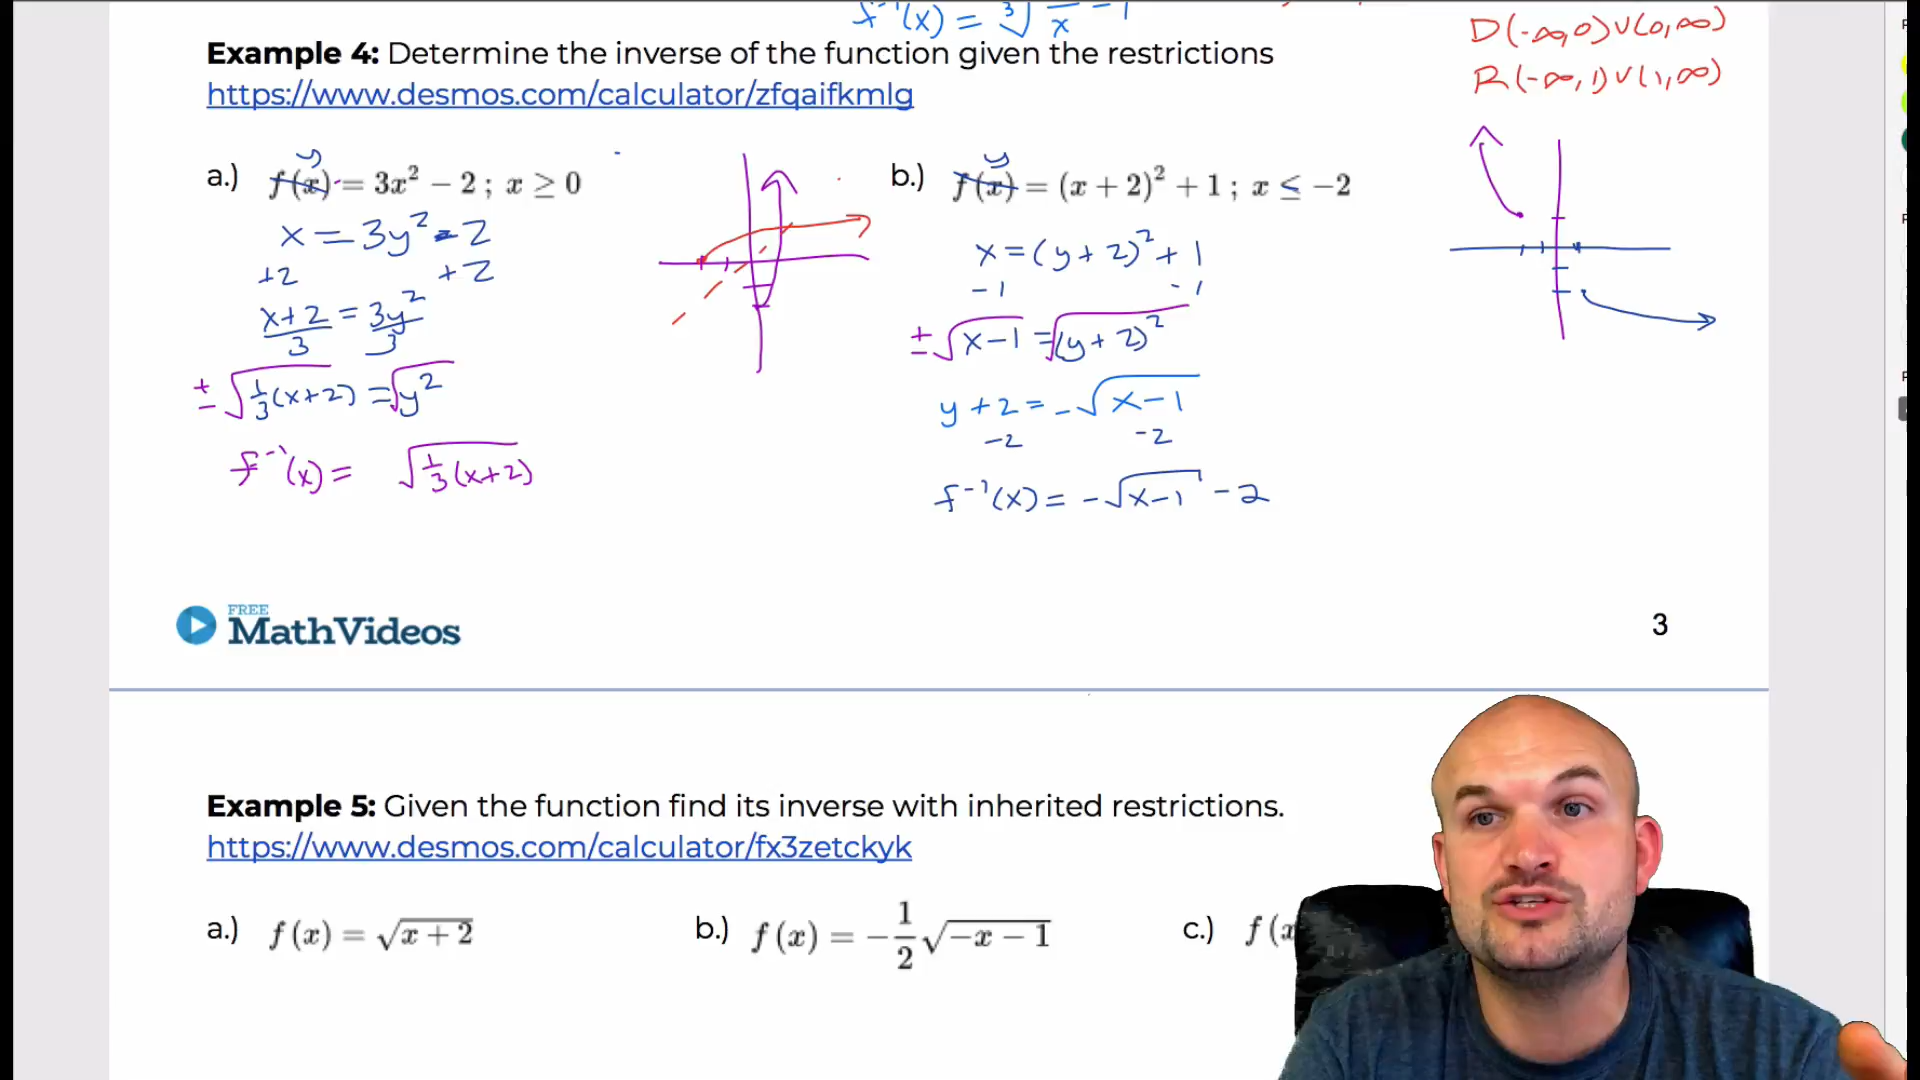 f⁻¹(x) = ∛ x - 1
Example 4: Determine the inverse of the function given the restrictions
https://www.desmos.com/calculator/zfqaifkmlg
D(-∞,0)∪(0,∞)
R(-∞,1)∪(1,∞)
a.) f(x) = 3x² − 2 ; x ≥ 0
y
x = 3y² - 2
+2 +2
x+2 = 3y²
3 3
± √(1/3(x+2)) = √y²
f⁻¹(x) = √(1/3(x+2))
b.) f(x) = (x + 2)² + 1 ; x ≤ −2
y
x = (y+2)² + 1
-1 -1
± √(x-1) = √(y+2)²
y+2 = -√(x-1)
-2 -2
f⁻¹(x) = -√(x-1) - 2
FREE
MathVideos
3
Example 5: Given the function find its inverse with inherited restrictions.
https://www.desmos.com/calculator/fx3zetckyk
a.) f(x) = √(x + 2)
b.) f(x) = −1/2√(−x − 1)
c.) f(x